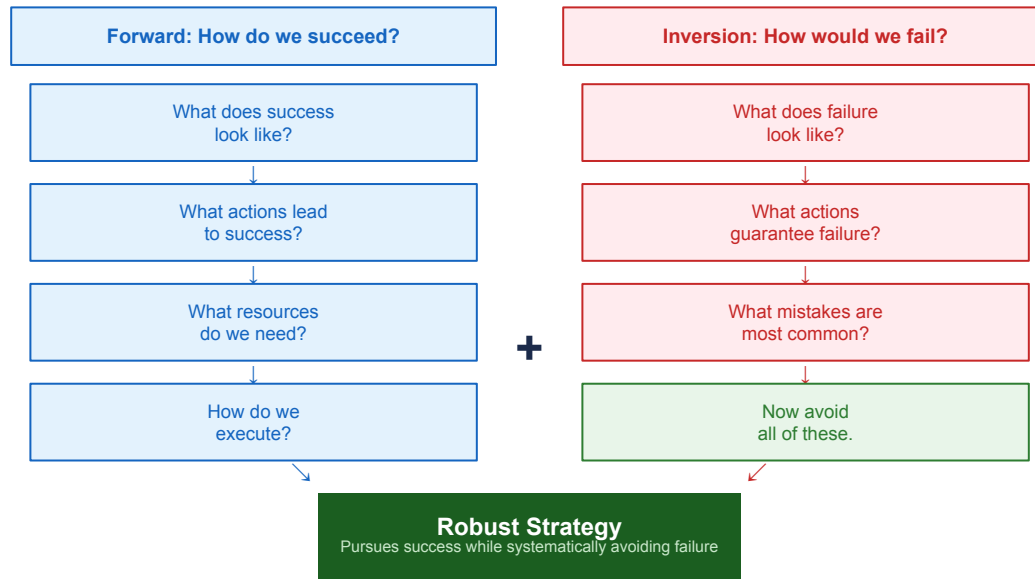 Forward: How do we succeed?
What does success
look like?
What actions lead
to success?
What resources
do we need?
How do we
execute?
+
Inversion: How would we fail?
What does failure
look like?
What actions
guarantee failure?
What mistakes are
most common?
Now avoid
all of these.
Robust Strategy
Pursues success while systematically avoiding failure